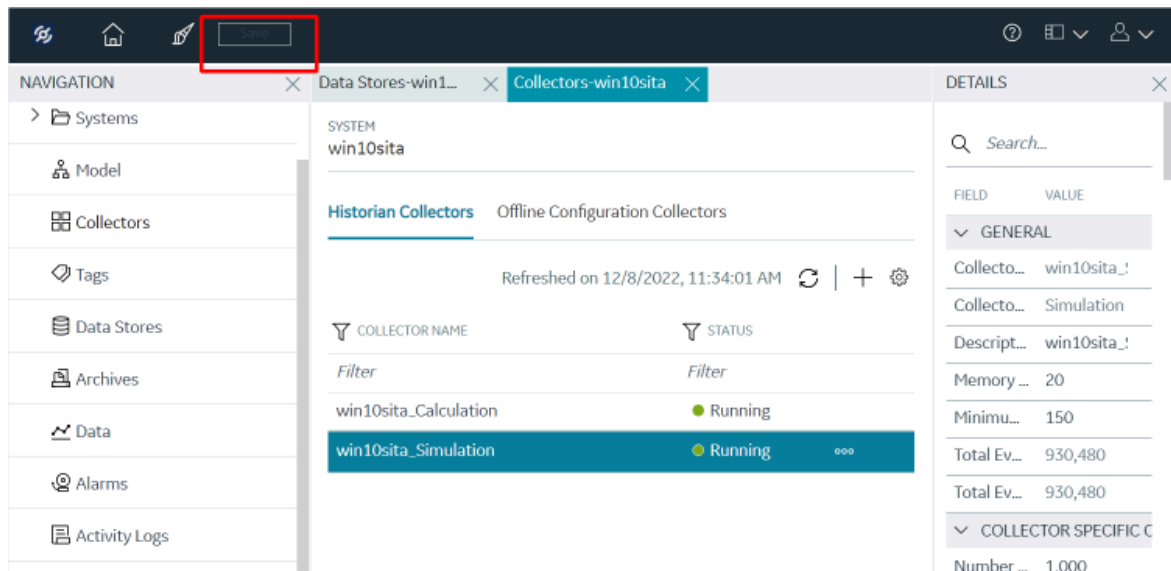 Save
NAVIGATION
Systems
Model
Collectors
Tags
Data Stores
Archives
Data
Alarms
Activity Logs
Data Stores-win1...
Collectors-win10sita
SYSTEM
win10sita
Historian Collectors
Offline Configuration Collectors
Refreshed on 12/8/2022, 11:34:01 AM
COLLECTOR NAME
STATUS
Filter
Filter
win10sita_Calculation
Running
win10sita_Simulation
Running
DETAILS
Search...
FIELD VALUE
GENERAL
Collecto... win10sita_
Collecto... Simulation
Descript... win10sita_
Memory ... 20
Minimu... 150
Total Ev... 930,480
Total Ev... 930,480
COLLECTOR SPECIFIC C
Number ... 1,000